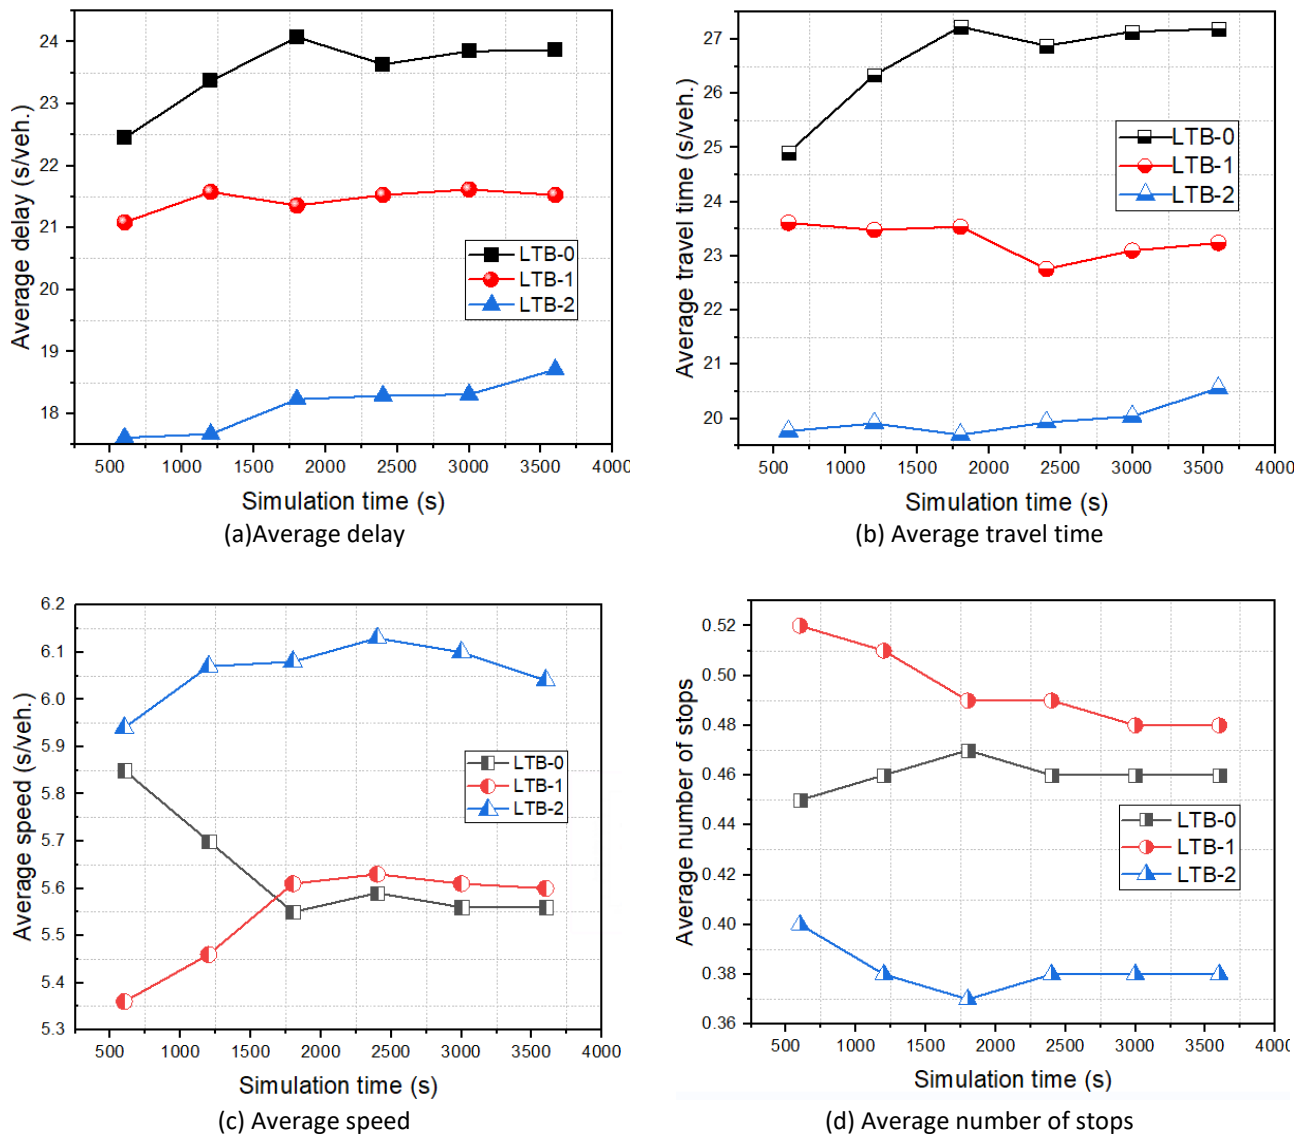 24
23
22
21
20
19
18
Average delay (s/veh.)
LTB-0
LTB-1
LTB-2
500 1000 1500 2000 2500 3000 3500 4000
Simulation time (s)
(a)Average delay
27
26
25
24
23
22
21
20
Average travel time (s/veh.)
LTB-0
LTB-1
LTB-2
500 1000 1500 2000 2500 3000 3500 4000
Simulation time (s)
(b) Average travel time
6.2
6.1
6.0
5.9
5.8
5.7
5.6
5.5
5.4
5.3
Average speed (s/veh.)
LTB-0
LTB-1
LTB-2
500 1000 1500 2000 2500 3000 3500 4000
Simulation time (s)
(c) Average speed
0.52
0.50
0.48
0.46
0.44
0.42
0.40
0.38
0.36
Average number of stops
LTB-0
LTB-1
LTB-2
500 1000 1500 2000 2500 3000 3500 4000
Simulation time (s)
(d) Average number of stops